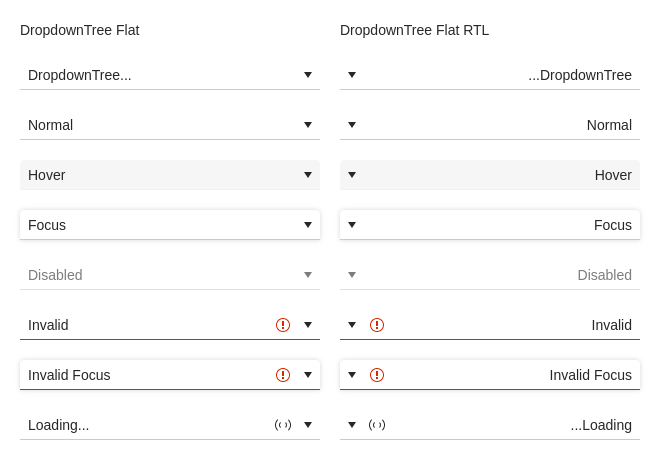 DropdownTree Flat
DropdownTree Flat RTL
DropdownTree...
...DropdownTree
Normal
Normal
Hover
Hover
Focus
Focus
Disabled
Disabled
Invalid
Invalid
Invalid Focus
Invalid Focus
Loading...
...Loading